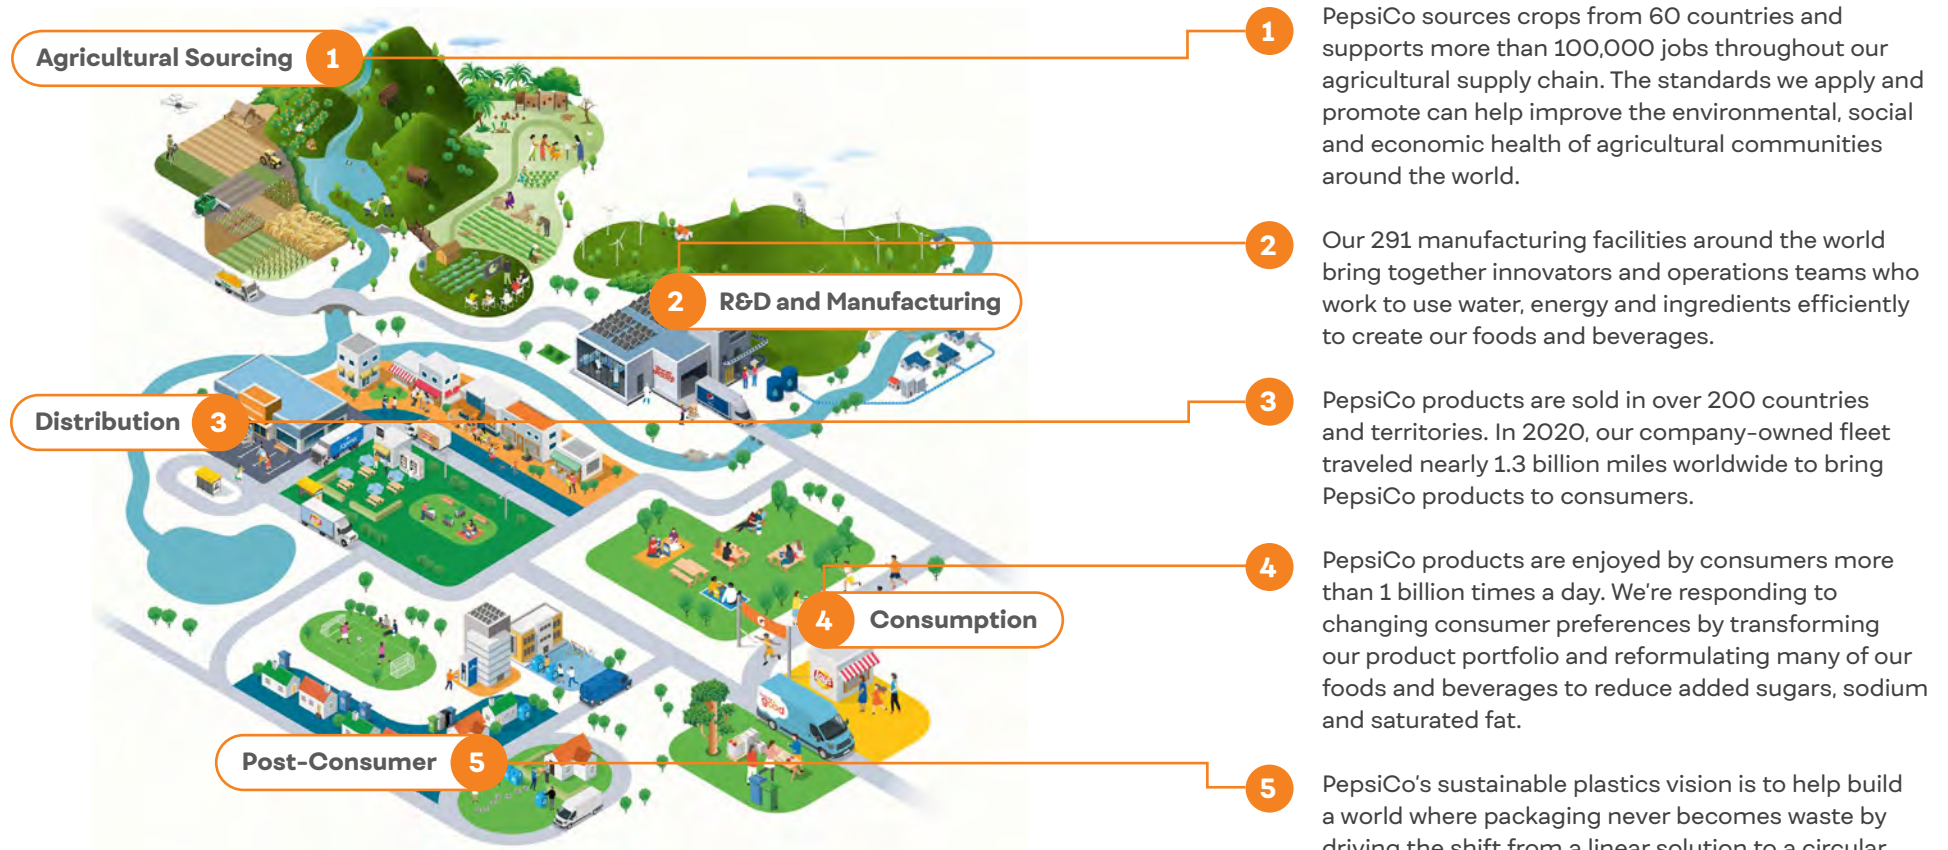 Agricultural Sourcing 1
2 R&D and Manufacturing
Distribution 3
4 Consumption
Post-Consumer 5
1
PepsiCo sources crops from 60 countries and
supports more than 100,000 jobs throughout our
agricultural supply chain. The standards we apply and
promote can help improve the environmental, social
and economic health of agricultural communities
around the world.
2
Our 291 manufacturing facilities around the world
bring together innovators and operations teams who
work to use water, energy and ingredients efficiently
to create our foods and beverages.
3
PepsiCo products are sold in over 200 countries
and territories. In 2020, our company-owned fleet
traveled nearly 1.3 billion miles worldwide to bring
PepsiCo products to consumers.
4
PepsiCo products are enjoyed by consumers more
than 1 billion times a day. We’re responding to
changing consumer preferences by transforming
our product portfolio and reformulating many of our
foods and beverages to reduce added sugars, sodium
and saturated fat.
5
PepsiCo’s sustainable plastics vision is to help build
a world where packaging never becomes waste by
driving the shift from a linear solution to a circular